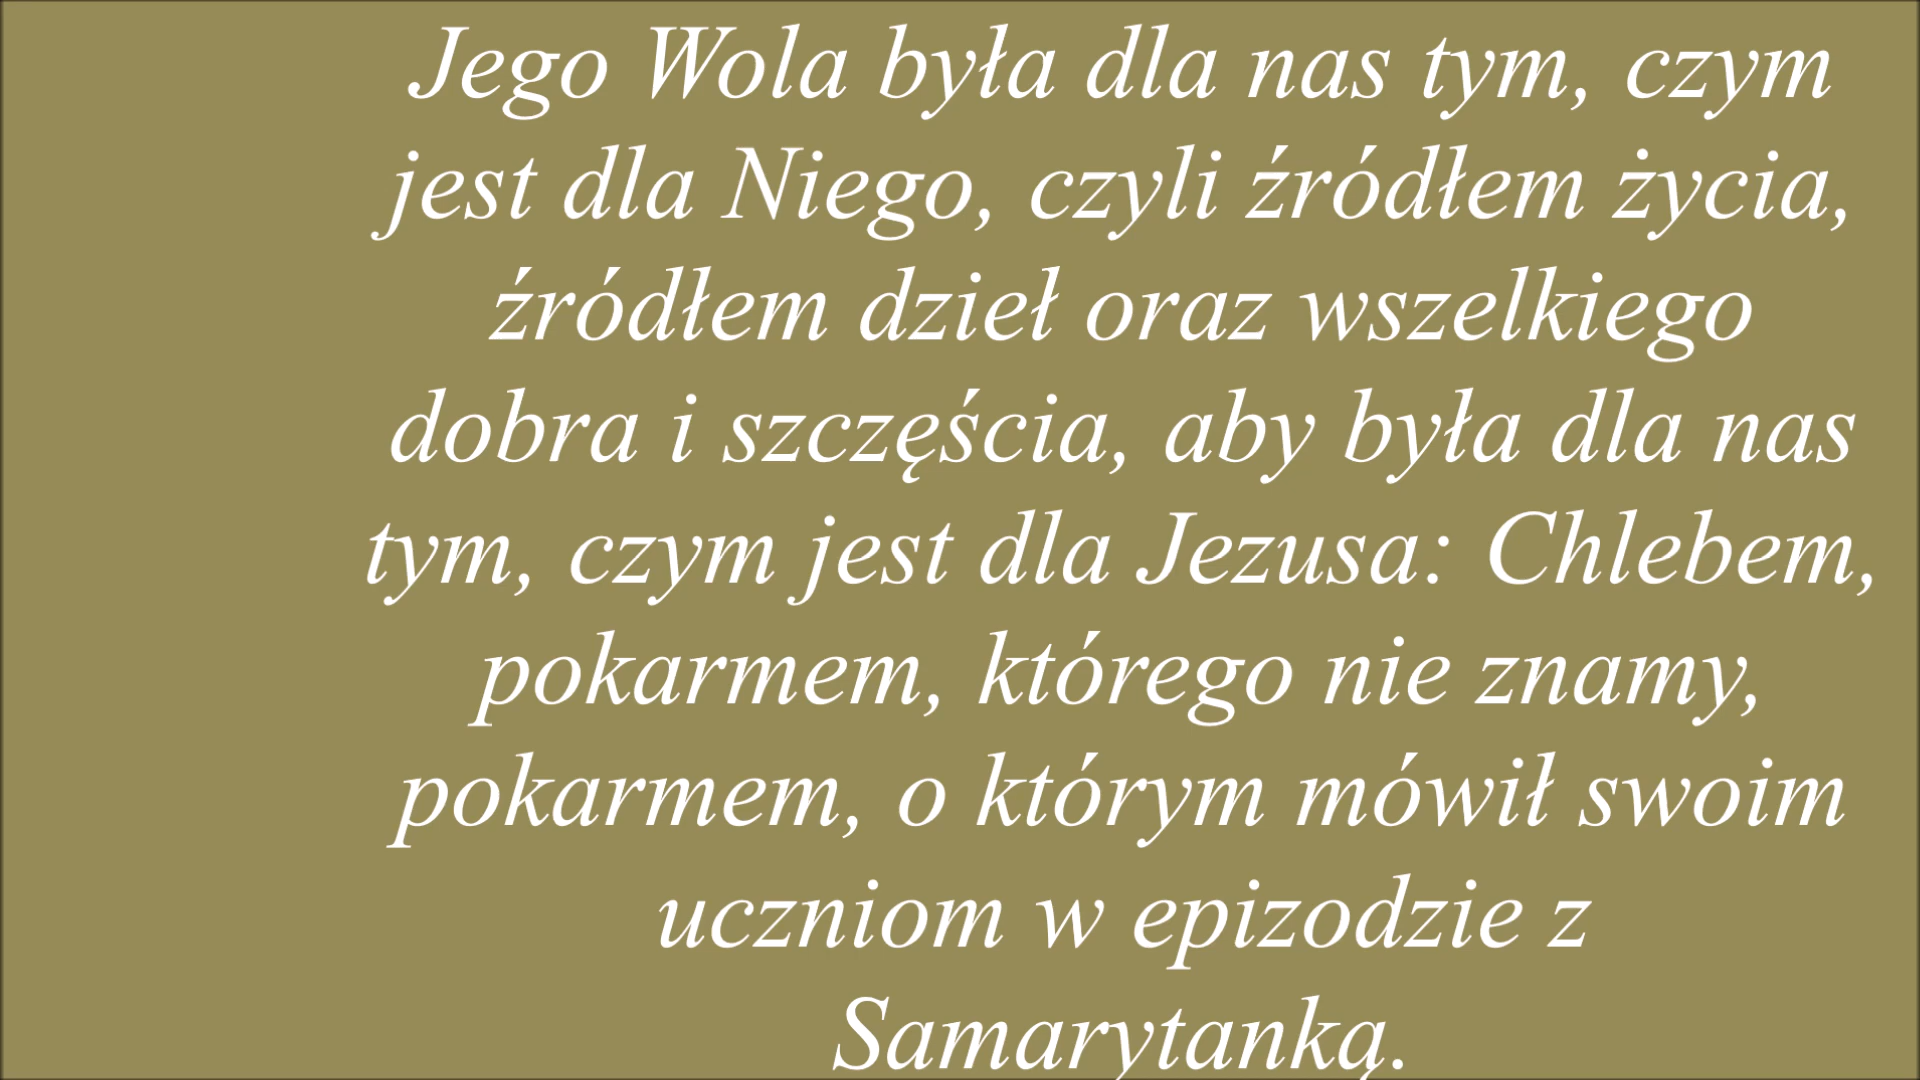 Jego Wola była dla nas tym, czym
jest dla Niego, czyli źródłem życia,
źródłem dzieł oraz wszelkiego
dobra i szczęścia, aby była dla nas
tym, czym jest dla Jezusa: Chlebem,
pokarmem, którego nie znamy,
pokarmem, o którym mówił swoim
uczniom w epizodzie z
Samarytanką.